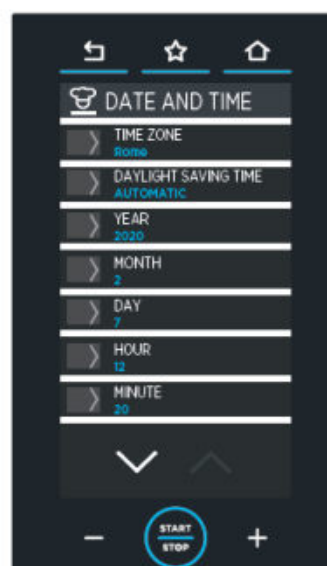 DATE AND TIME
TIME ZONE
Rome
DAYLIGHT SAVING TIME
AUTOMATIC
YEAR
2020
MONTH
2
DAY
7
HOUR
12
MINUTE
20
START
STOP